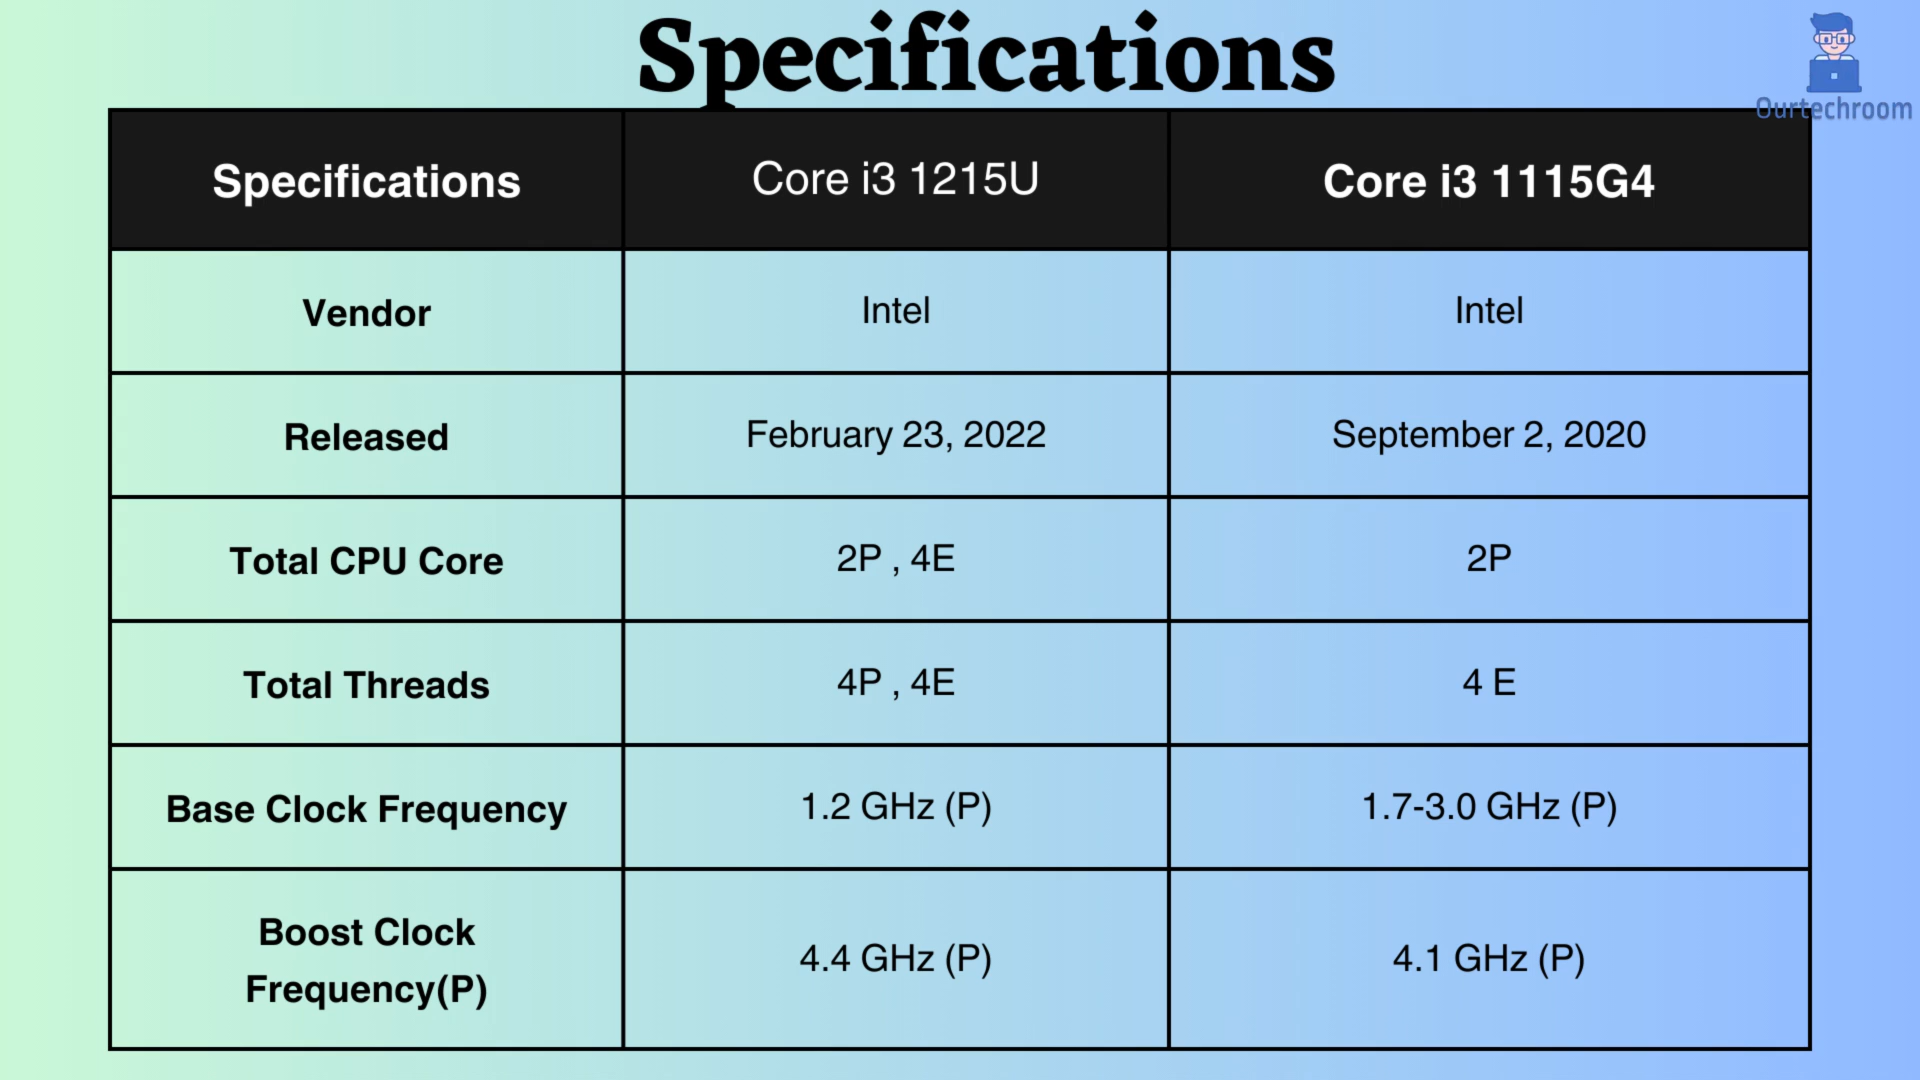 Specifications
Ourtechroom
Specifications Core i3 1215U Core i3 1115G4
Vendor Intel Intel
Released February 23, 2022 September 2, 2020
Total CPU Core 2P , 4E 2P
Total Threads 4P , 4E 4 E
Base Clock Frequency 1.2 GHz (P) 1.7-3.0 GHz (P)
Boost Clock
Frequency(P) 4.4 GHz (P) 4.1 GHz (P)